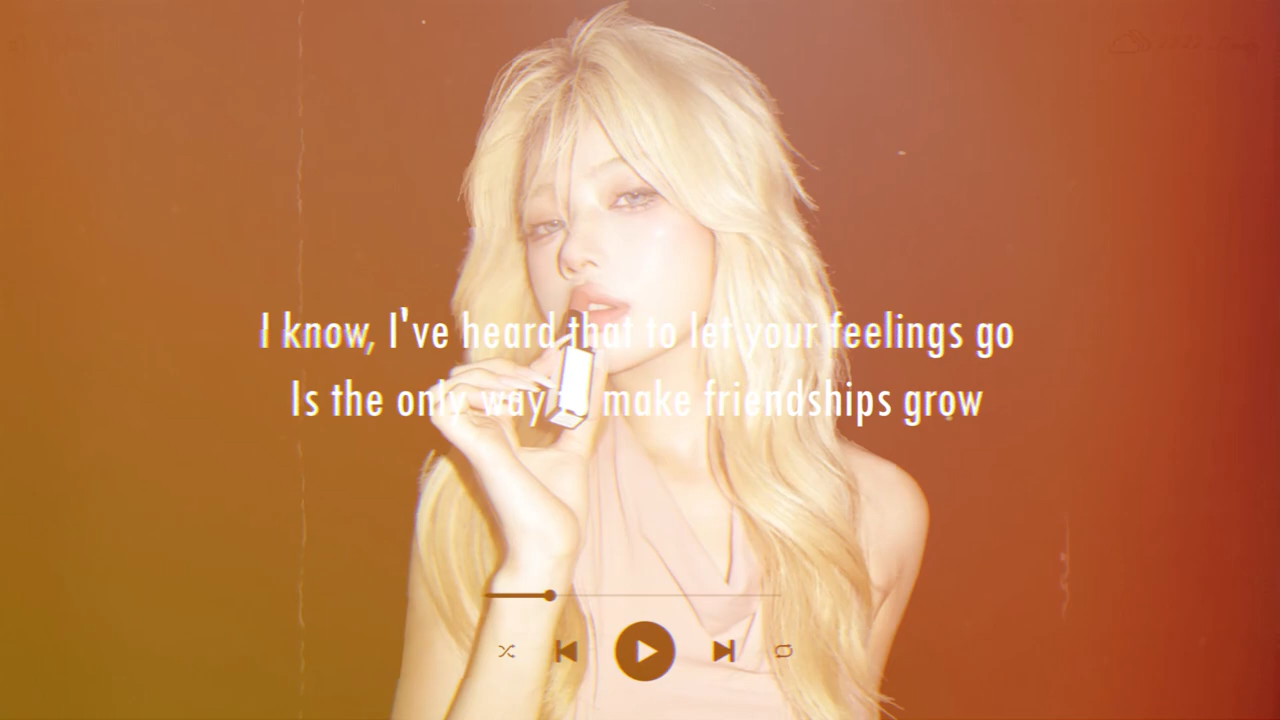 I know, I've heard that to let your feelings go
Is the only way to make friendships grow